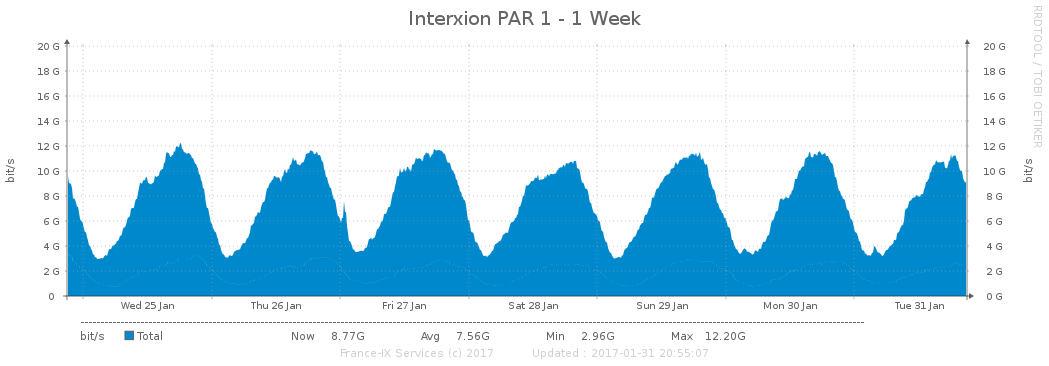 Interxion PAR 1 - 1 Week
RRDTOOL / TOBI OETIKER
bit/s
20 G 20 G
18 G 18 G
16 G 16 G
14 G 14 G
12 G 12 G
10 G 10 G
8 G 8 G
6 G 6 G
4 G 4 G
2 G 2 G
0 0 G
bit/s
Wed 25 Jan Thu 26 Jan Fri 27 Jan Sat 28 Jan Sun 29 Jan Mon 30 Jan Tue 31 Jan
bit/s Total Now 8.77G Avg 7.56G Min 2.96G Max 12.20G
France-IX Services (c) 2017 Updated : 2017-01-31 20:55:07